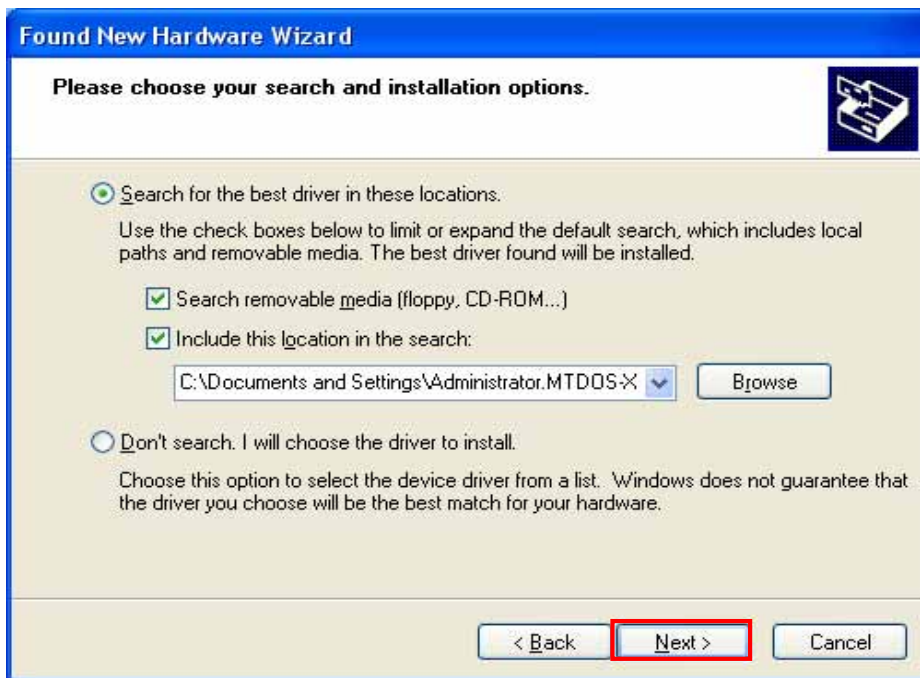 Found New Hardware Wizard
Please choose your search and installation options.
Search for the best driver in these locations.
Use the check boxes below to limit or expand the default search, which includes local
paths and removable media. The best driver found will be installed.
Search removable media (floppy, CD-ROM...)
Include this location in the search:
C:\Documents and Settings\Administrator.MTDOS-X
Browse
Don't search. I will choose the driver to install.
Choose this option to select the device driver from a list. Windows does not guarantee that
the driver you choose will be the best match for your hardware.
< Back
Next >
Cancel